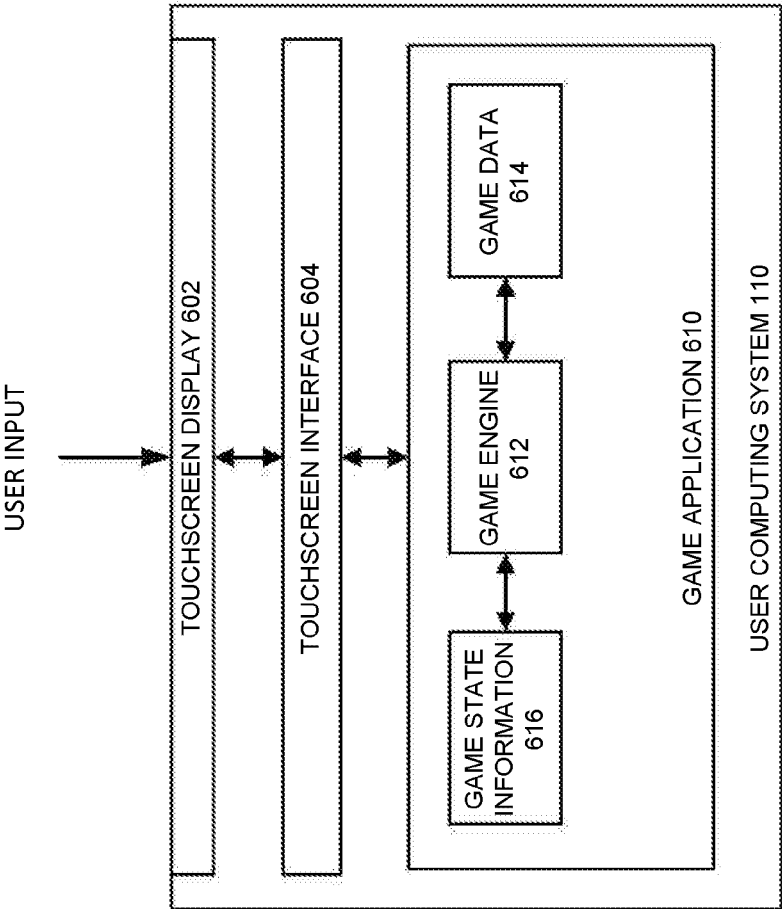 USER INPUT
TOUCHSCREEN DISPLAY 602
TOUCHSCREEN INTERFACE 604
GAME STATE
INFORMATION
616
GAME ENGINE
612
GAME DATA
614
GAME APPLICATION 610
USER COMPUTING SYSTEM 110